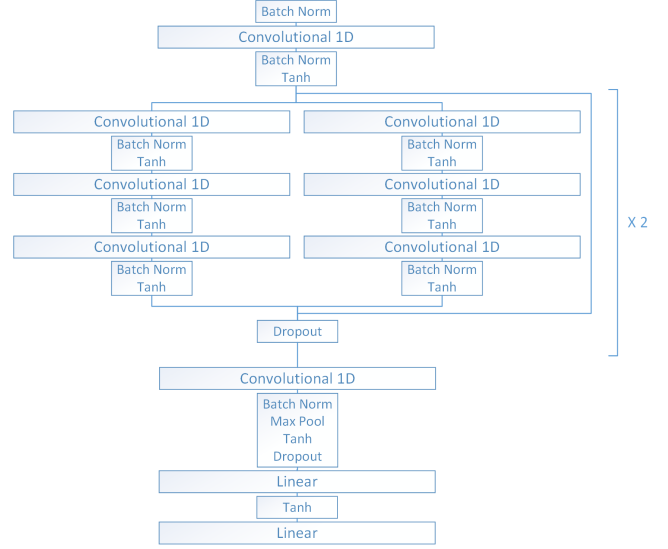 Batch Norm
Convolutional 1D
Batch Norm
Tanh
Convolutional 1D
Convolutional 1D
Batch Norm
Tanh
Batch Norm
Tanh
Convolutional 1D
Convolutional 1D
Batch Norm
Tanh
Batch Norm
Tanh
X 2
Convolutional 1D
Convolutional 1D
Batch Norm
Tanh
Batch Norm
Tanh
Dropout
Convolutional 1D
Batch Norm
Max Pool
Tanh
Dropout
Linear
Tanh
Linear